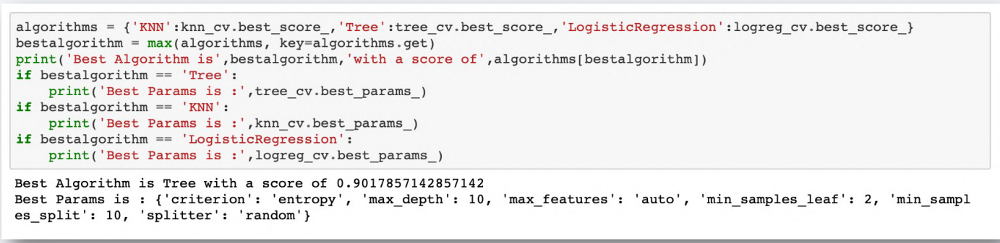 algorithms = {'KNN':knn_cv.best_score_,'Tree':tree_cv.best_score_,'LogisticRegression':logreg_cv.best_score_}
bestalgorithm = max(algorithms, key=algorithms.get)
print('Best Algorithm is',bestalgorithm,'with a score of',algorithms[bestalgorithm])
if bestalgorithm == 'Tree':
    print('Best Params is :',tree_cv.best_params_)
if bestalgorithm == 'KNN':
    print('Best Params is :',knn_cv.best_params_)
if bestalgorithm == 'LogisticRegression':
    print('Best Params is :',logreg_cv.best_params_)
Best Algorithm is Tree with a score of 0.9017857142857142
Best Params is : {'criterion': 'entropy', 'max_depth': 10, 'max_features': 'auto', 'min_samples_leaf': 2, 'min_sampl
es_split': 10, 'splitter': 'random'}